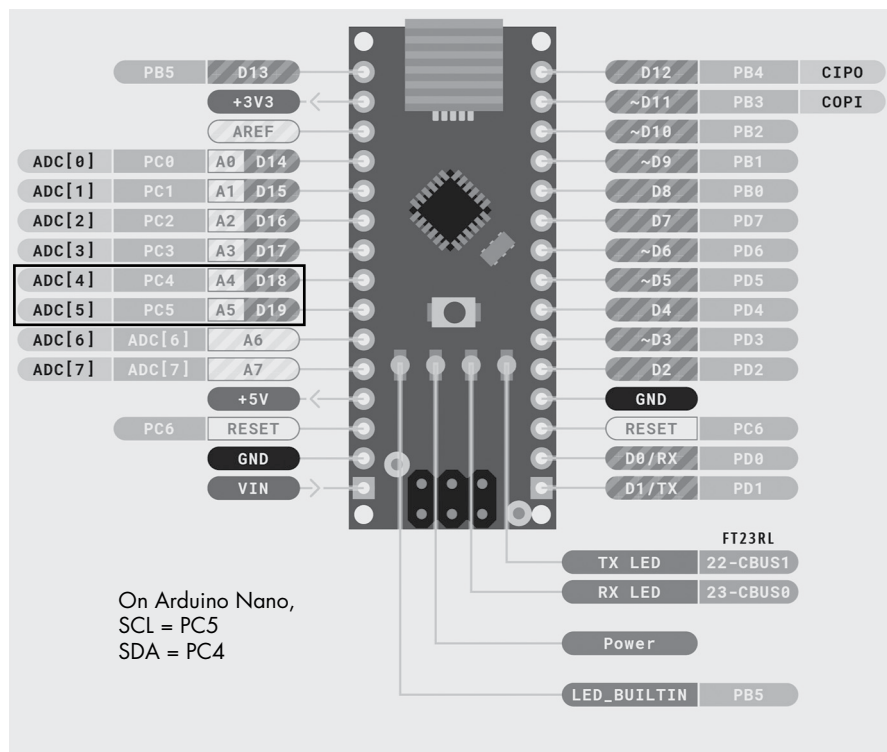 PB5 D13
+3V3
AREF
ADC[0] PC0 A0 D14
ADC[1] PC1 A1 D15
ADC[2] PC2 A2 D16
ADC[3] PC3 A3 D17
ADC[4] PC4 A4 D18
ADC[5] PC5 A5 D19
ADC[6] ADC[6] A6
ADC[7] ADC[7] A7
+5V
PC6 RESET
GND
VIN
D12 PB4 CIPO
~D11 PB3 COPI
~D10 PB2
~D9 PB1
D8 PB0
D7 PD7
~D6 PD6
~D5 PD5
D4 PD4
~D3 PD3
D2 PD2
GND
RESET PC6
D0/RX PD0
D1/TX PD1
FT23RL
TX LED 22-CBUS1
RX LED 23-CBUS0
Power
LED_BUILTIN PB5
On Arduino Nano,
SCL = PC5
SDA = PC4